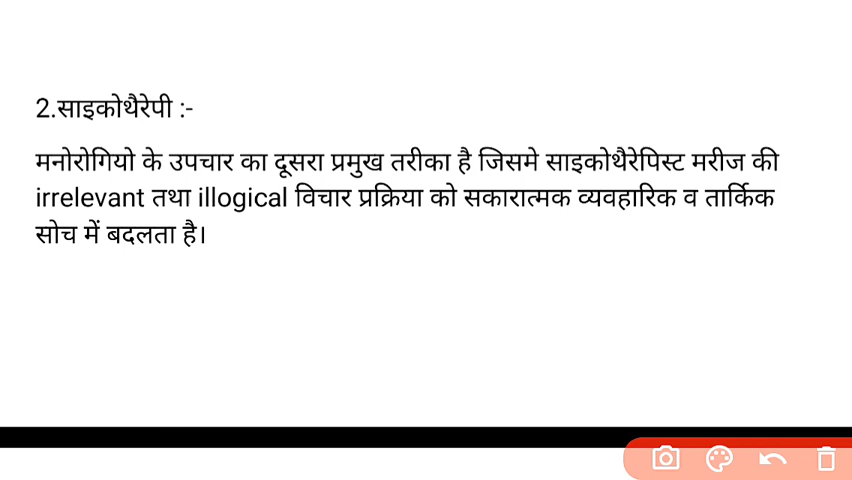 2.साइकोथैरेपी :-
मनोरोगियो के उपचार का दूसरा प्रमुख तरीका है जिसमे साइकोथैरेपिस्ट मरीज की
irrelevant तथा illogical विचार प्रक्रिया को सकारात्मक व्यवहारिक व तार्किक
सोच में बदलता है।